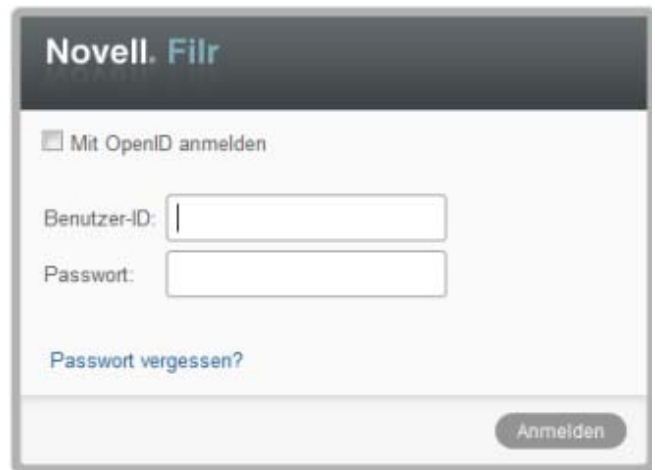 Novell. Filr
Mit OpenID anmelden
Benutzer-ID:
Passwort:
Passwort vergessen?
Anmelden